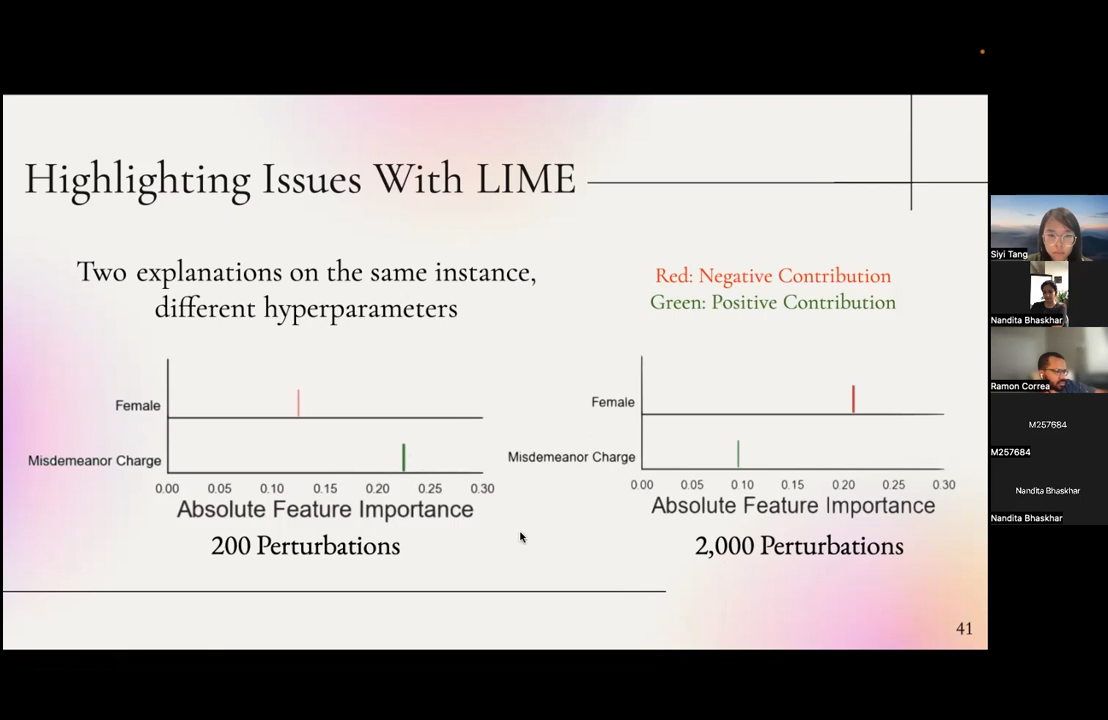 Highlighting Issues With LIME
Two explanations on the same instance,
different hyperparameters
Red: Negative Contribution
Green: Positive Contribution
Female
Misdemeanor Charge
0.00 0.05 0.10 0.15 0.20 0.25 0.30
Absolute Feature Importance
200 Perturbations
Female
Misdemeanor Charge
0.00 0.05 0.10 0.15 0.20 0.25 0.30
Absolute Feature Importance
2,000 Perturbations
41
Siyi Tang
Nandita Bhaskhar
Ramon Correa
M257684
M257684
Nandita Bhaskhar
Nandita Bhaskhar